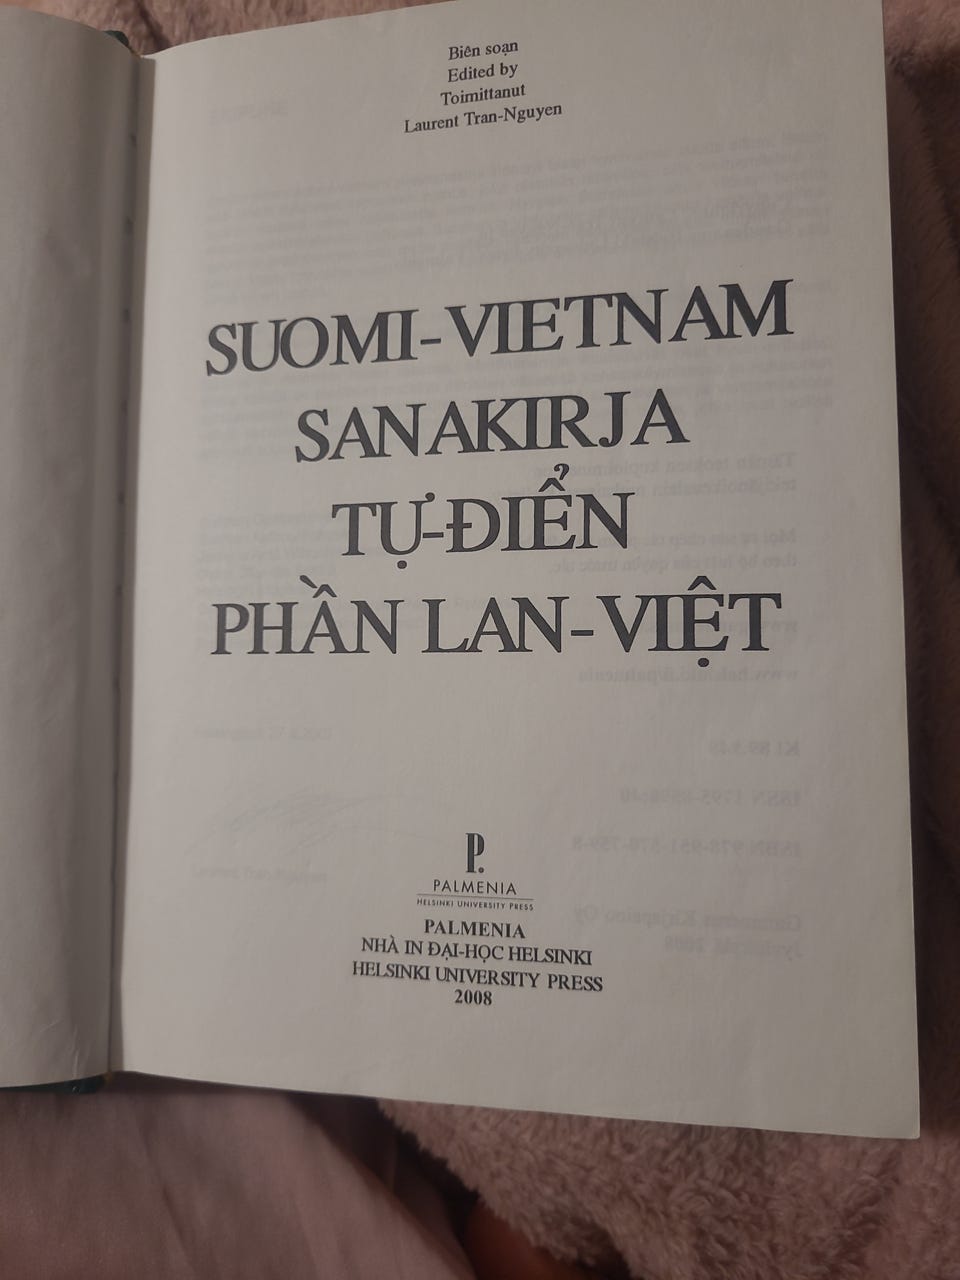 Biên soạn
Edited by
Toimittanut
Laurent Tran-Nguyen
SUOMI-VIETNAM
SANAKIRJA
TỰ-ĐIỂN
PHẦN LAN-VIỆT
P.
PALMENIA
HELSINKI UNIVERSITY PRESS
PALMENIA
NHÀ IN ĐẠI-HỌC HELSINKI
HELSINKI UNIVERSITY PRESS
2008